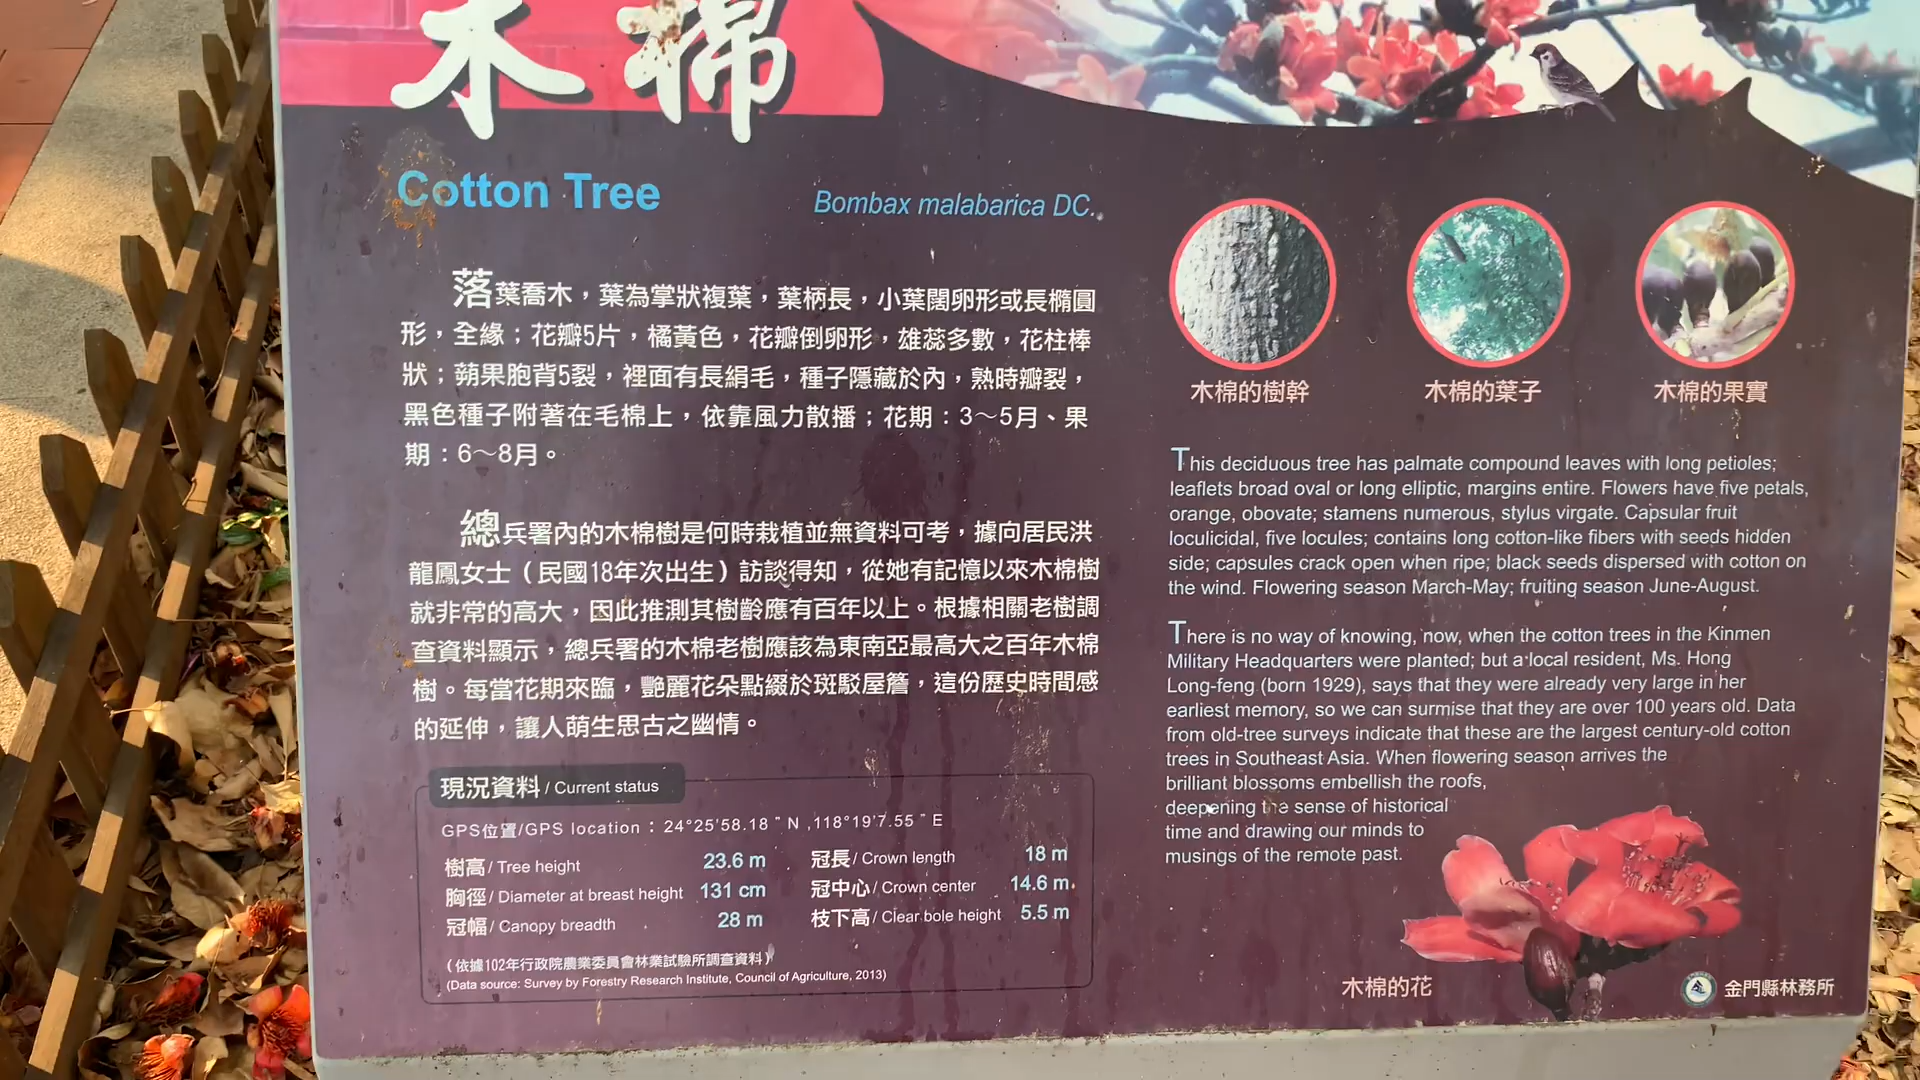 木棉
Cotton Tree
Bombax malabarica DC.
落葉喬木，葉為掌狀複葉，葉柄長，小葉闊卵形或長橢圓
形，全緣；花瓣5片，橘黃色，花瓣倒卵形，雄蕊多數，花柱棒
狀；蒴果胞背5裂，裡面有長絹毛，種子隱藏於內，熟時瓣裂，
黑色種子附著在毛棉上，依靠風力散播；花期：3～5月、果
期：6～8月。
總兵署內的木棉樹是何時栽植並無資料可考，據向居民洪
龍鳳女士（民國18年次出生）訪談得知，從她有記憶以來木棉樹
就非常的高大，因此推測其樹齡應有百年以上。根據相關老樹調
查資料顯示，總兵署的木棉老樹應該為東南亞最高大之百年木棉
樹。每當花期來臨，艷麗花朵點綴於斑駁屋簷，這份歷史時間感
的延伸，讓人萌生思古之幽情。
現況資料 / Current status
GPS位置/GPS location：24°25'58.18"N ,118°19'7.55"E
樹高 / Tree height 23.6 m
冠長 / Crown length 18 m
胸徑 / Diameter at breast height 131 cm
冠中心 / Crown center 14.6 m
冠幅 / Canopy breadth 28 m
枝下高 / Clear bole height 5.5 m
（依據102年行政院農業委員會林業試驗所調查資料）
(Data source: Survey by Forestry Research Institute, Council of Agriculture, 2013)
木棉的樹幹
木棉的葉子
木棉的果實
This deciduous tree has palmate compound leaves with long petioles;
leaflets broad oval or long elliptic, margins entire. Flowers have five petals,
orange, obovate; stamens numerous, stylus virgate. Capsular fruit
loculicidal, five locules; contains long cotton-like fibers with seeds hidden
side; capsules crack open when ripe; black seeds dispersed with cotton on
the wind. Flowering season March-May; fruiting season June-August.
There is no way of knowing, now, when the cotton trees in the Kinmen
Military Headquarters were planted; but a local resident, Ms. Hong
Long-feng (born 1929), says that they were already very large in her
earliest memory, so we can surmise that they are over 100 years old. Data
from old-tree surveys indicate that these are the largest century-old cotton
trees in Southeast Asia. When flowering season arrives the
brilliant blossoms embellish the roofs,
deepening the sense of historical
time and drawing our minds to
musings of the remote past.
木棉的花
金門縣林務所